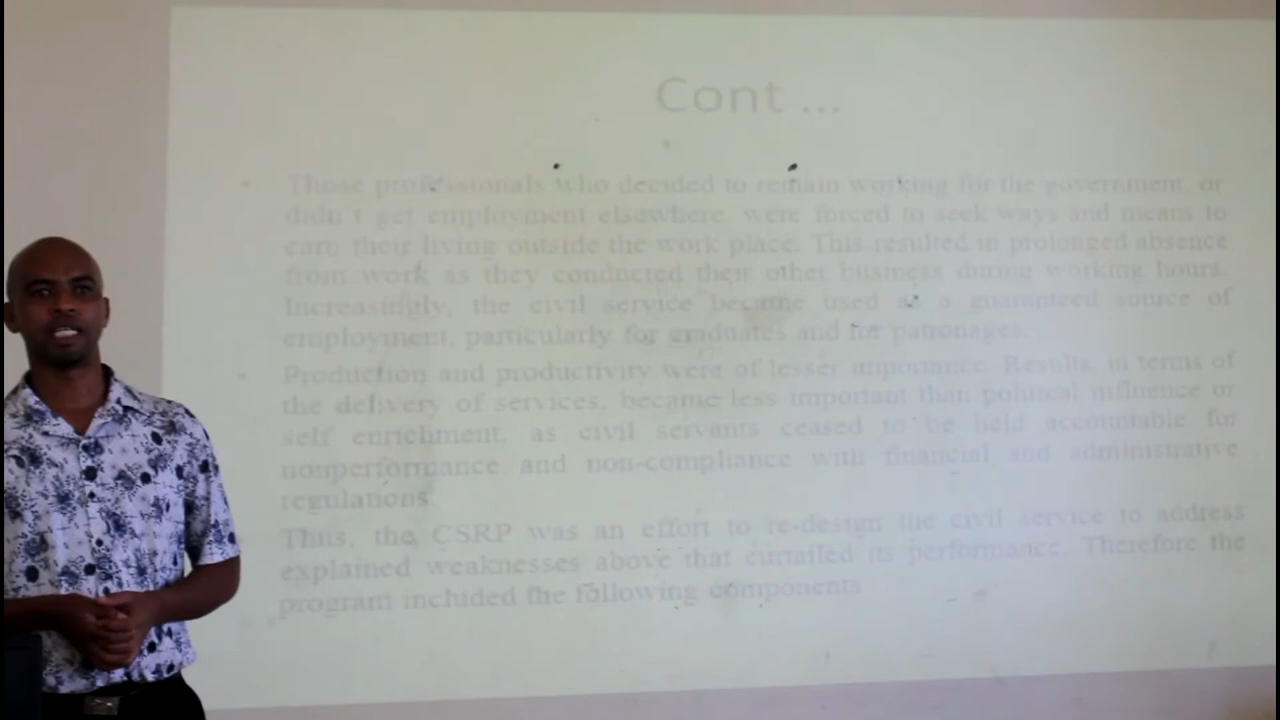 Cont ...
• Those professionals who decided to remain working for the government, or
didn't get employment elsewhere, were forced to seek ways and means to
earn their living outside the work place. This resulted in prolonged absence
from work as they conducted their other business during working hours.
Increasingly, the civil service became used as a guaranteed source of
employment, particularly for graduates and for patronages.
• Production and productivity were of lesser importance. Results, in terms of
the delivery of services, became less important than political influence or
self enrichment, as civil servants ceased to be held accountable for
nonperformance and non-compliance with financial and administrative
regulations.
Thus, the CSRP was an effort to re-design the civil service to address
explained weaknesses above that curtailed its performance. Therefore the
program included the following components